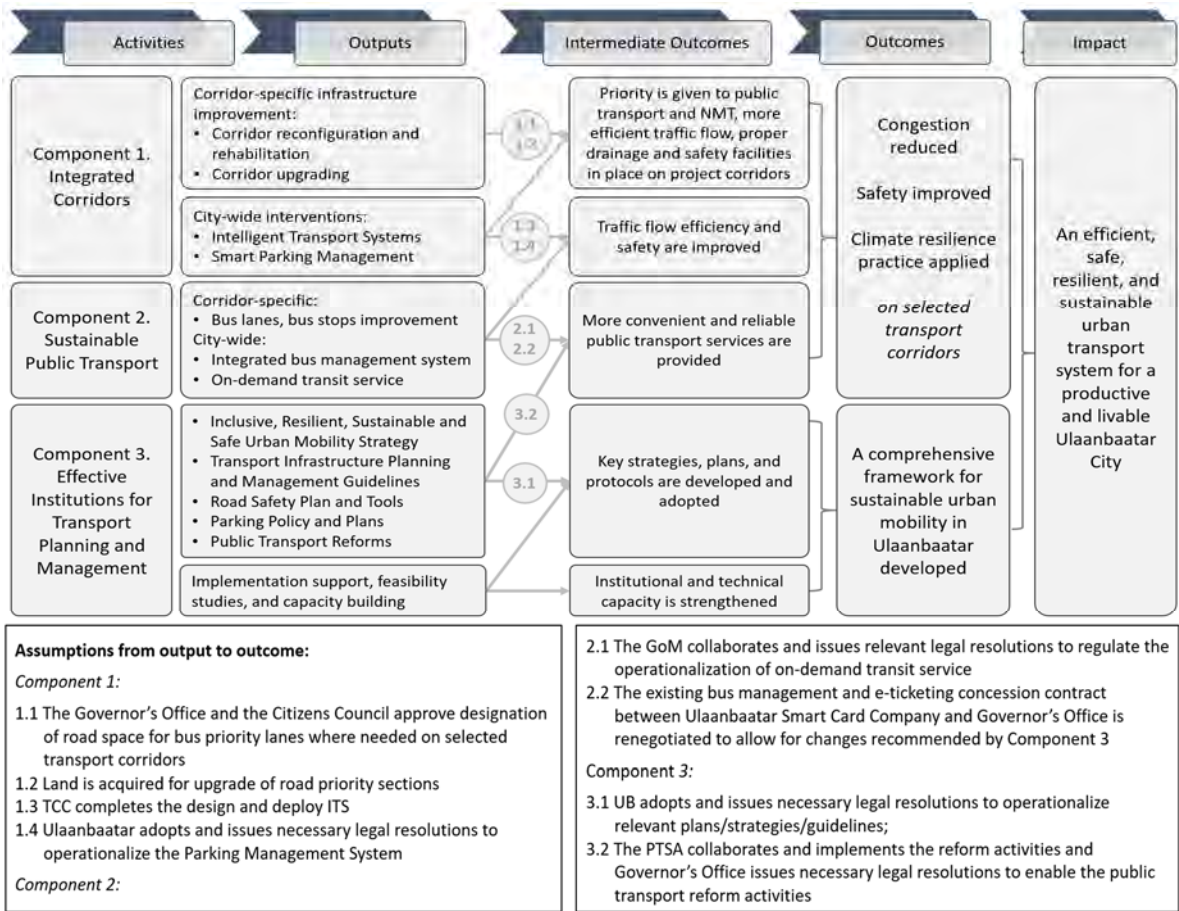 Activities
Outputs
Intermediate Outcomes
Outcomes
Impact
Component 1.
Integrated
Corridors
Corridor-specific infrastructure
improvement:
• Corridor reconfiguration and
rehabilitation
• Corridor upgrading
1.1
1.2
Priority is given to public
transport and NMT, more
efficient traffic flow, proper
drainage and safety facilities
in place on project corridors
City-wide interventions:
• Intelligent Transport Systems
• Smart Parking Management
1.3
1.4
Traffic flow efficiency and
safety are improved
Congestion
reduced
Safety improved
Climate resilience
practice applied
on selected
transport
corridors
An efficient,
safe,
resilient, and
sustainable
urban
transport
system for a
productive
and livable
Ulaanbaatar
City
Component 2.
Sustainable
Public Transport
Corridor-specific:
• Bus lanes, bus stops improvement
City-wide:
• Integrated bus management system
• On-demand transit service
2.1
2.2
More convenient and reliable
public transport services are
provided
Component 3.
Effective
Institutions for
Transport
Planning and
Management
• Inclusive, Resilient, Sustainable and
Safe Urban Mobility Strategy
• Transport Infrastructure Planning
and Management Guidelines
• Road Safety Plan and Tools
• Parking Policy and Plans
• Public Transport Reforms
3.2
3.1
Key strategies, plans, and
protocols are developed and
adopted
A comprehensive
framework for
sustainable urban
mobility in
Ulaanbaatar
developed
Implementation support, feasibility
studies, and capacity building
Institutional and technical
capacity is strengthened
Assumptions from output to outcome:
Component 1:
1.1 The Governor's Office and the Citizens Council approve designation
of road space for bus priority lanes where needed on selected
transport corridors
1.2 Land is acquired for upgrade of road priority sections
1.3 TCC completes the design and deploy ITS
1.4 Ulaanbaatar adopts and issues necessary legal resolutions to
operationalize the Parking Management System
Component 2:
2.1 The GoM collaborates and issues relevant legal resolutions to regulate the
operationalization of on-demand transit service
2.2 The existing bus management and e-ticketing concession contract
between Ulaanbaatar Smart Card Company and Governor's Office is
renegotiated to allow for changes recommended by Component 3
Component 3:
3.1 UB adopts and issues necessary legal resolutions to operationalize
relevant plans/strategies/guidelines;
3.2 The PTSA collaborates and implements the reform activities and
Governor's Office issues necessary legal resolutions to enable the public
transport reform activities